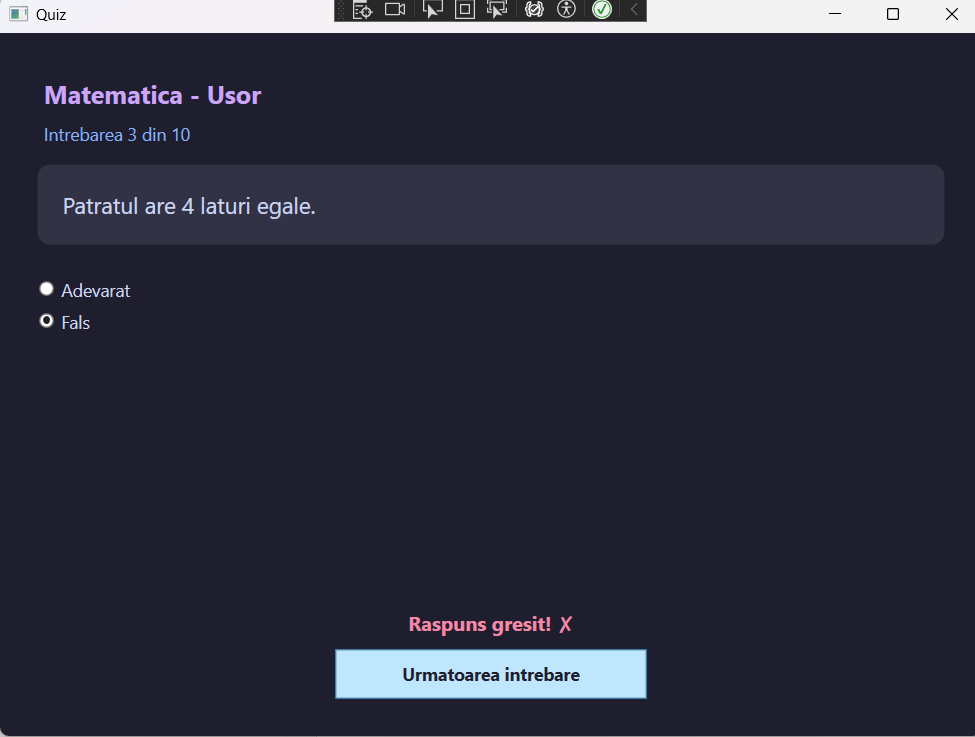 Quiz
Matematica - Usor
Intrebarea 3 din 10
Patratul are 4 laturi egale.
Adevarat
Fals
Raspuns gresit! ✗
Urmatoarea intrebare